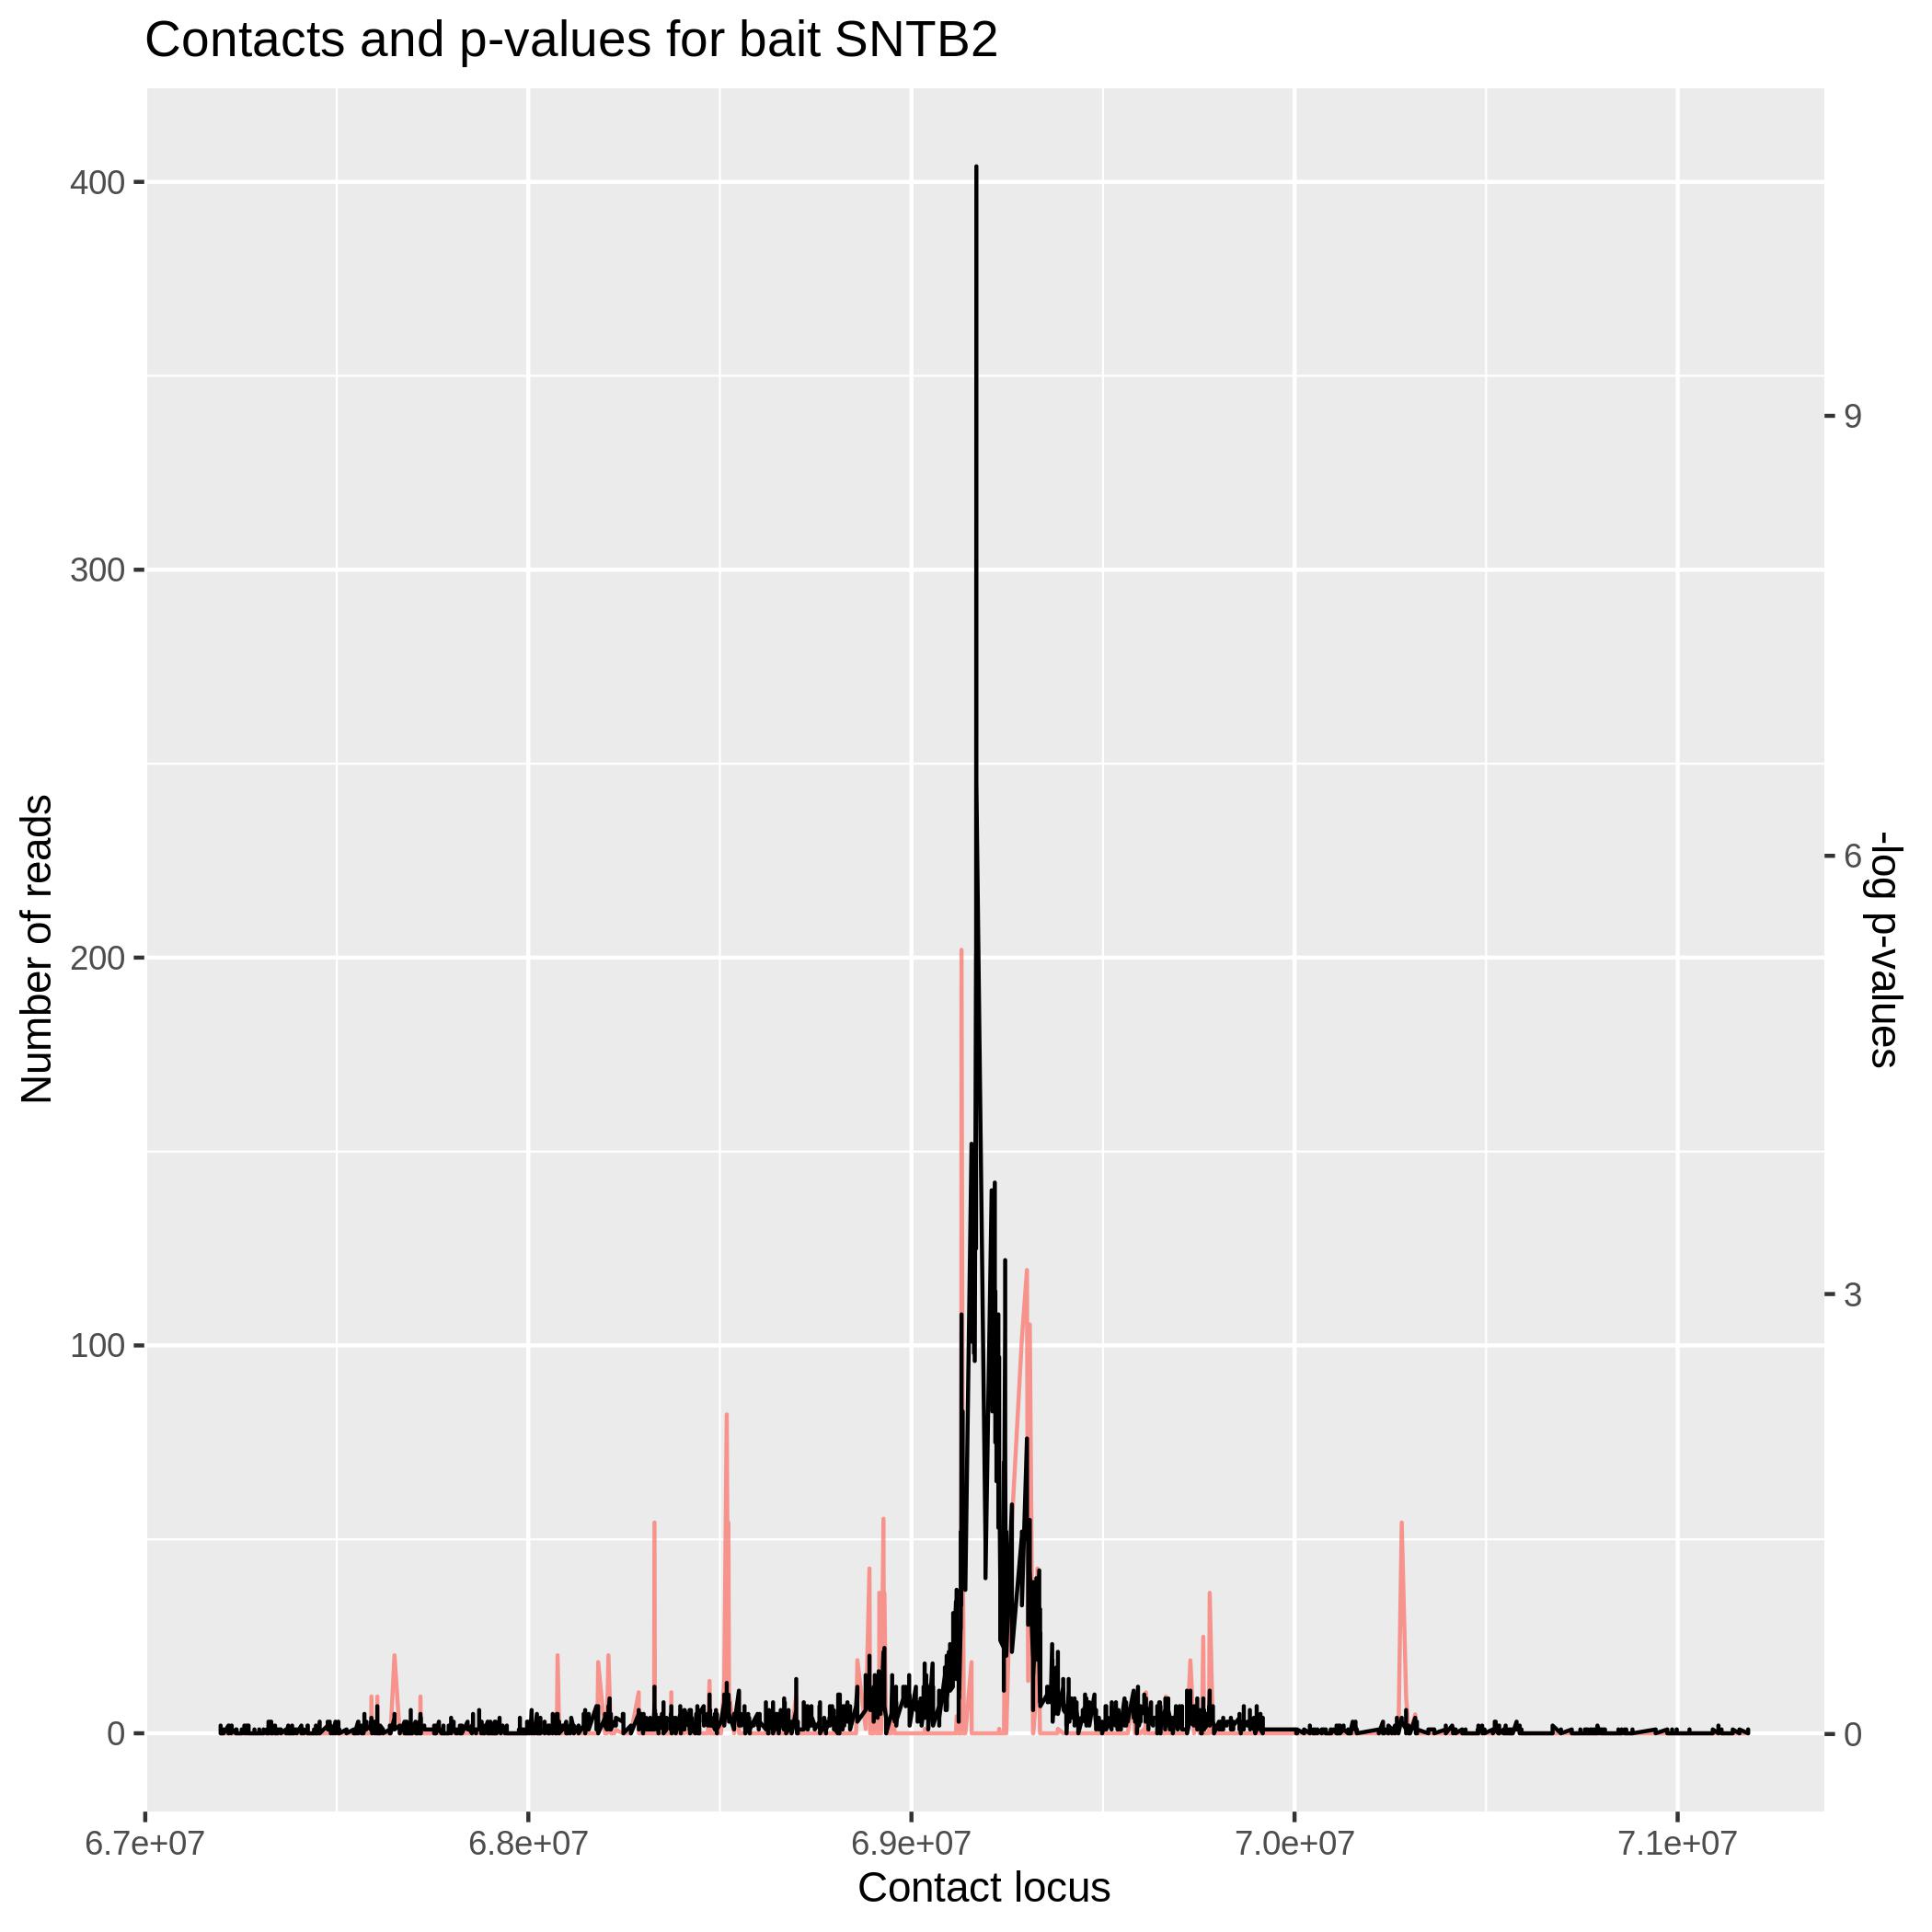 Contacts and p-values for bait SNTB2
400
300
200
100
0
Number of reads
9
6
3
0
-log p-values
6.7e+07
6.8e+07
6.9e+07
7.0e+07
7.1e+07
Contact locus